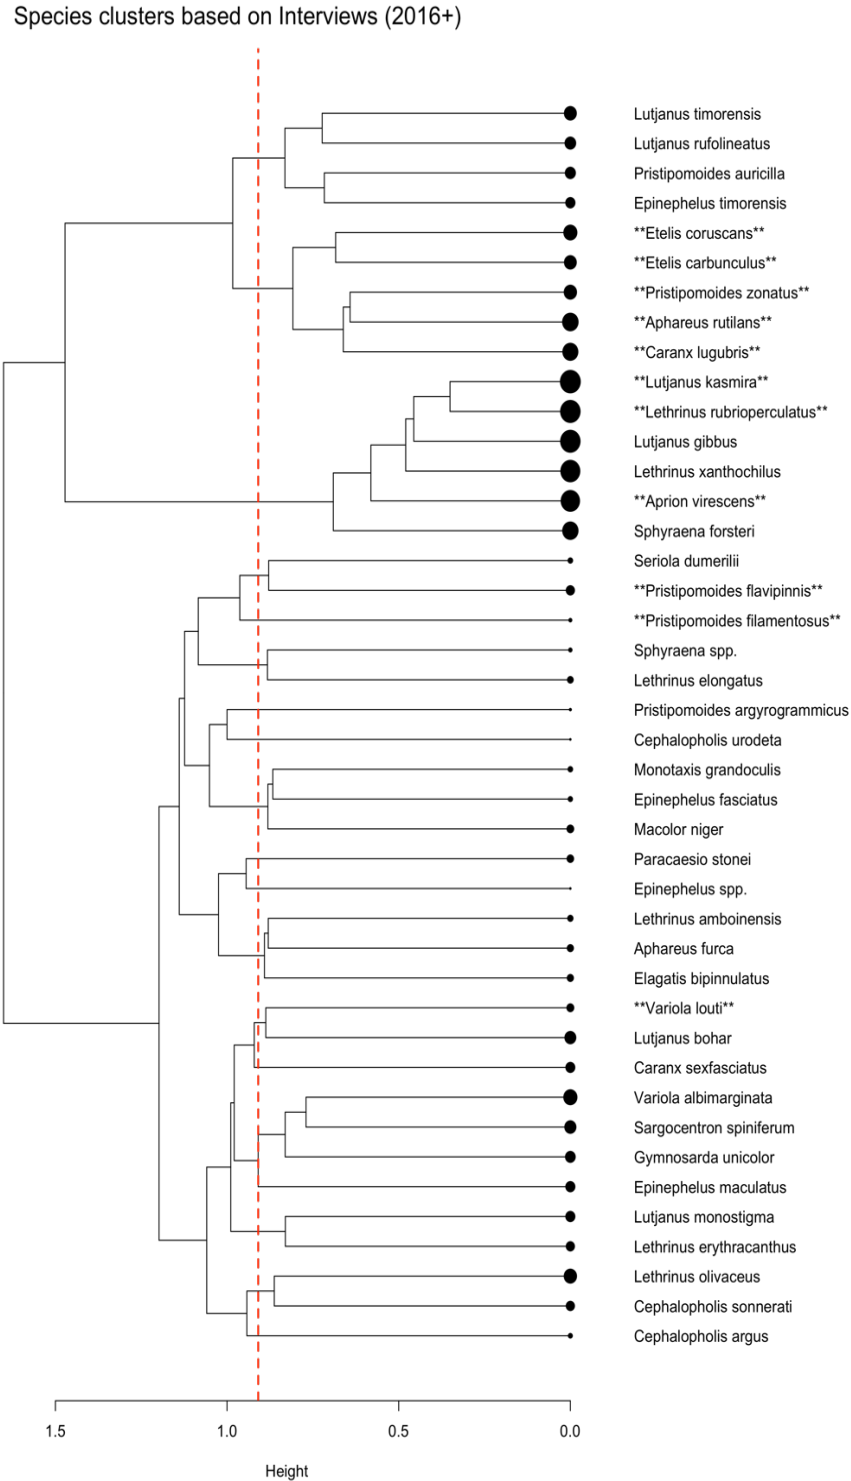 Species clusters based on Interviews (2016+)
Lutjanus timorensis
Lutjanus rufolineatus
Pristipomoides auricilla
Epinephelus timorensis
**Etelis coruscans**
**Etelis carbunculus**
**Pristipomoides zonatus**
**Aphareus rutilans**
**Caranx lugubris**
**Lutjanus kasmira**
**Lethrinus rubrioperculatus**
Lutjanus gibbus
Lethrinus xanthochilus
**Aprion virescens**
Sphyraena forsteri
Seriola dumerilii
**Pristipomoides flavipinnis**
**Pristipomoides filamentosus**
Sphyraena spp.
Lethrinus elongatus
Pristipomoides argyrogrammicus
Cephalopholis urodeta
Monotaxis grandoculis
Epinephelus fasciatus
Macolor niger
Paracaesio stonei
Epinephelus spp.
Lethrinus amboinensis
Aphareus furca
Elagatis bipinnulatus
**Variola louti**
Lutjanus bohar
Caranx sexfasciatus
Variola albimarginata
Sargocentron spiniferum
Gymnosarda unicolor
Epinephelus maculatus
Lutjanus monostigma
Lethrinus erythracanthus
Lethrinus olivaceus
Cephalopholis sonnerati
Cephalopholis argus
1.5 1.0 0.5 0.0
Height